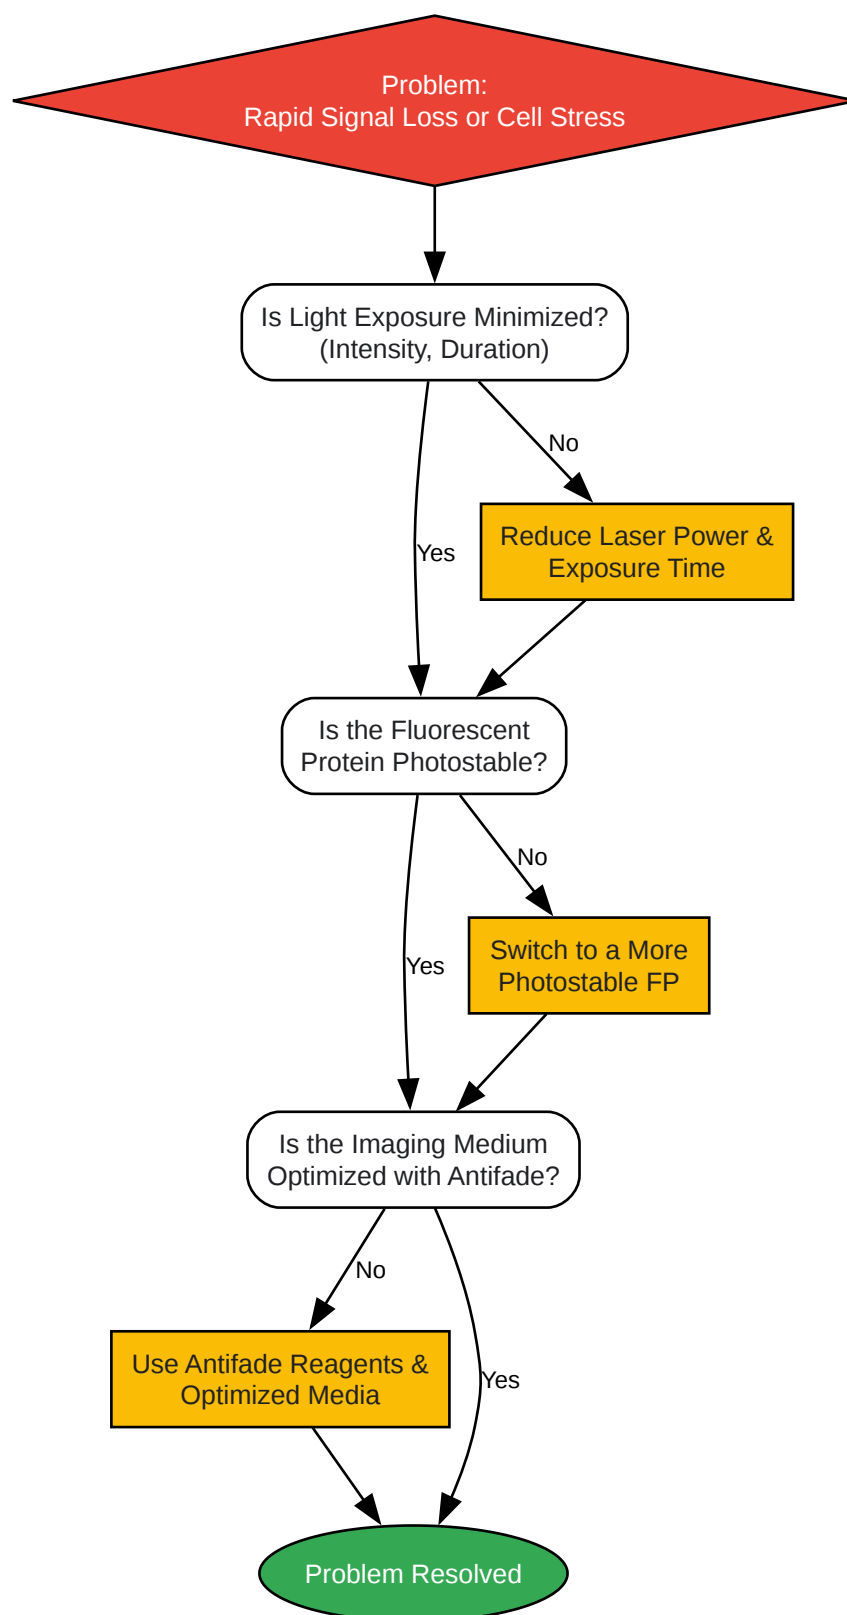 Problem:
Rapid Signal Loss or Cell Stress
Is Light Exposure Minimized?
(Intensity, Duration)
No
Reduce Laser Power &
Exposure Time
Yes
Is the Fluorescent
Protein Photostable?
No
Switch to a More
Photostable FP
Yes
Is the Imaging Medium
Optimized with Antifade?
No
Use Antifade Reagents &
Optimized Media
Yes
Problem Resolved